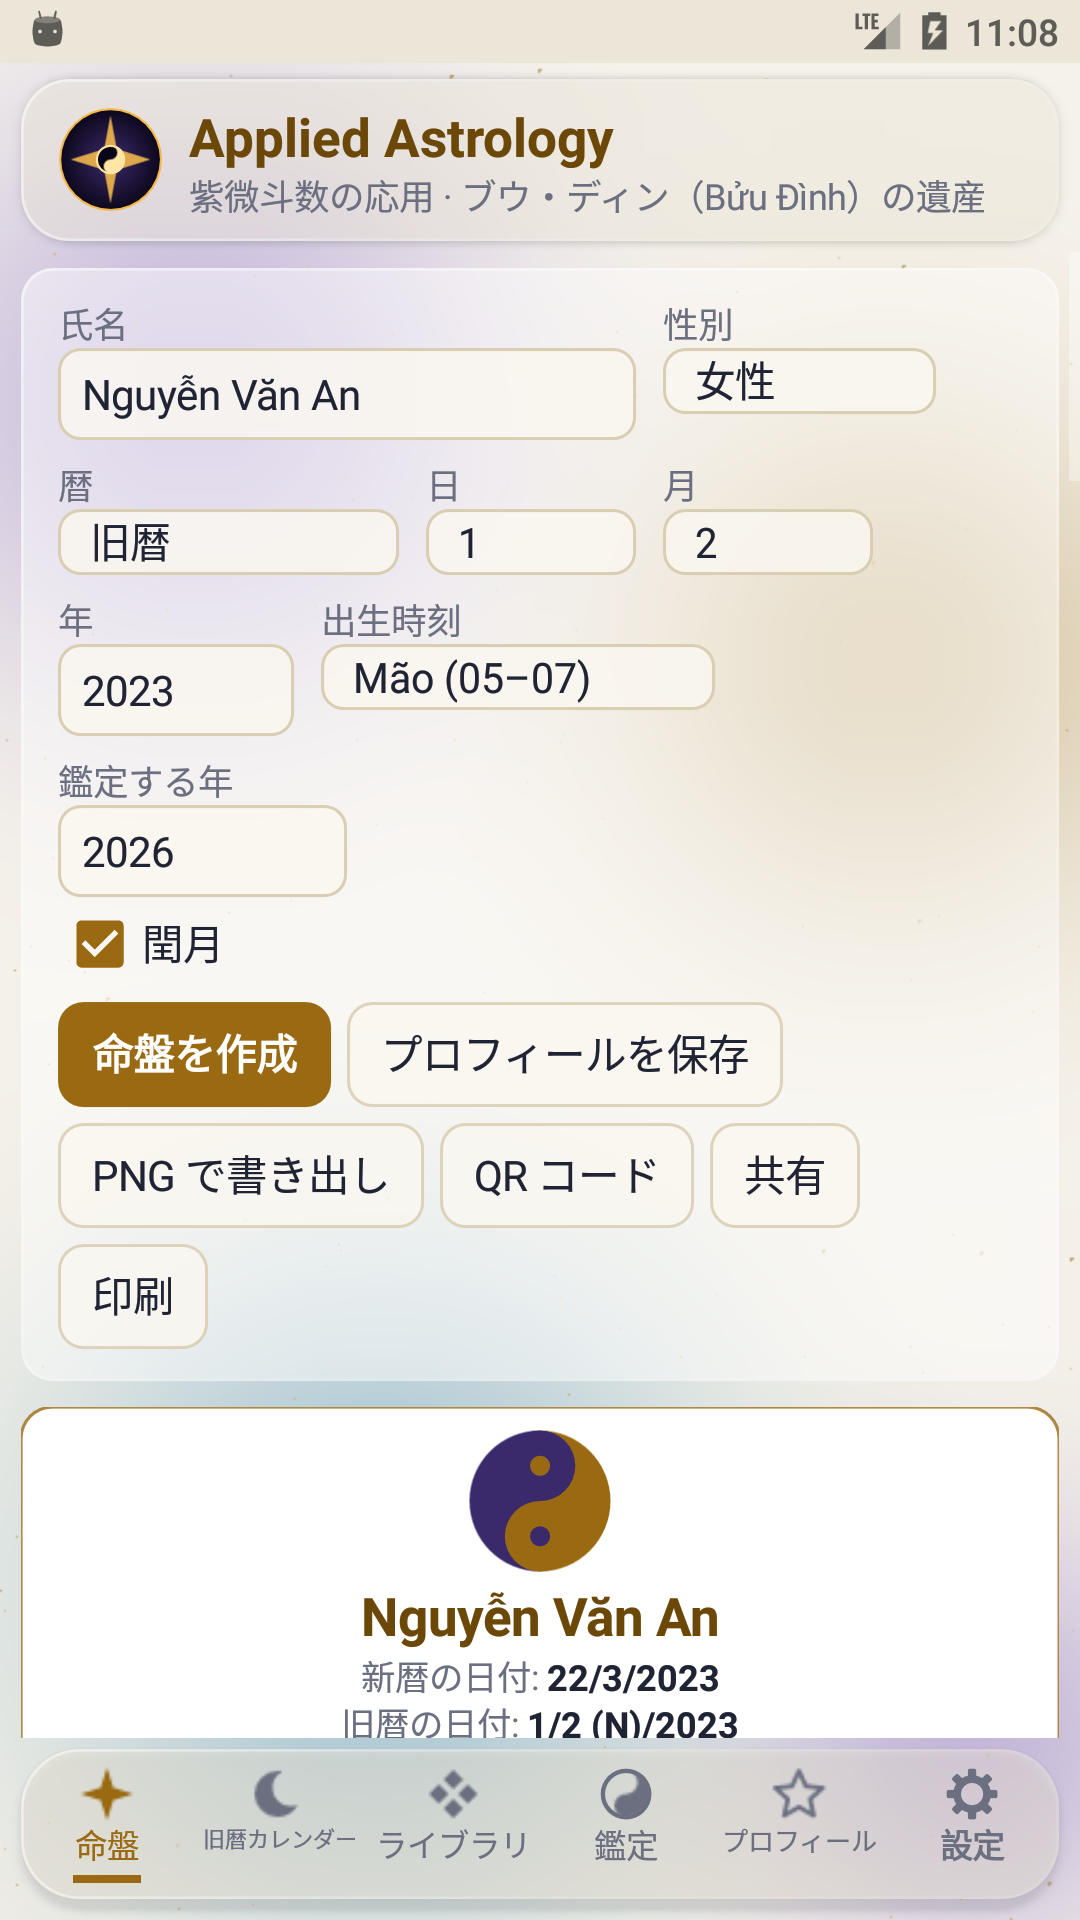 LTE 11:08
Applied Astrology
紫微斗数の応用 · ブウ・ディン（Bửu Đình）の遺産
氏名
性別
Nguyễn Văn An
女性
暦
日
月
旧暦
1
2
年
出生時刻
2023
Mão (05–07)
鑑定する年
2026
閏月
命盤を作成
プロフィールを保存
PNG で書き出し
QR コード
共有
印刷
Nguyễn Văn An
新暦の日付: 22/3/2023
旧暦の日付: 1/2 (N)/2023
命盤
旧暦カレンダー
ライブラリ
鑑定
プロフィール
設定